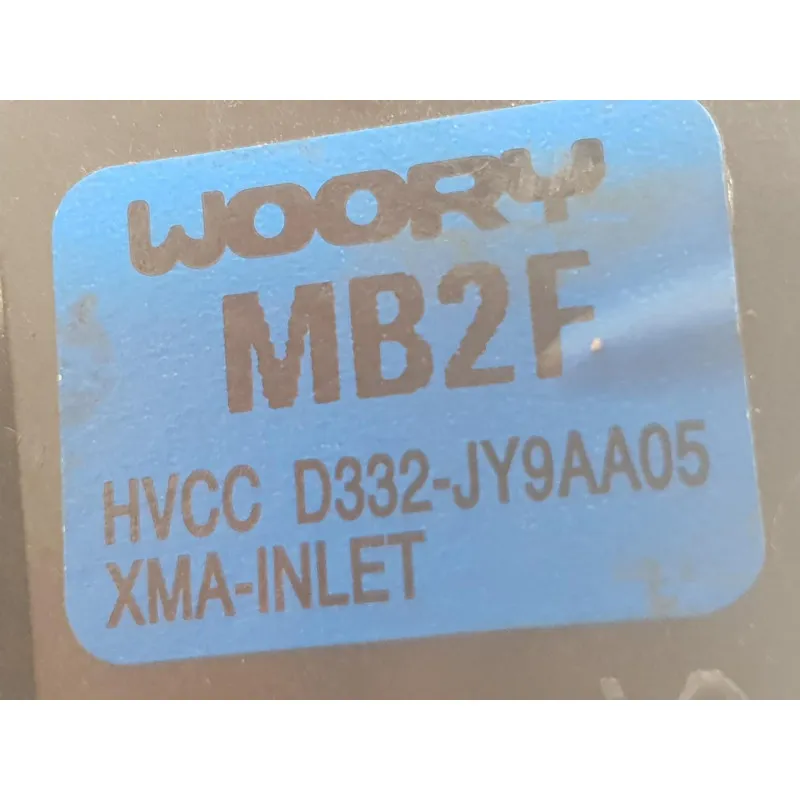 WOORY
MB2F
HVCC D332-JY9AA05
XMA-INLET